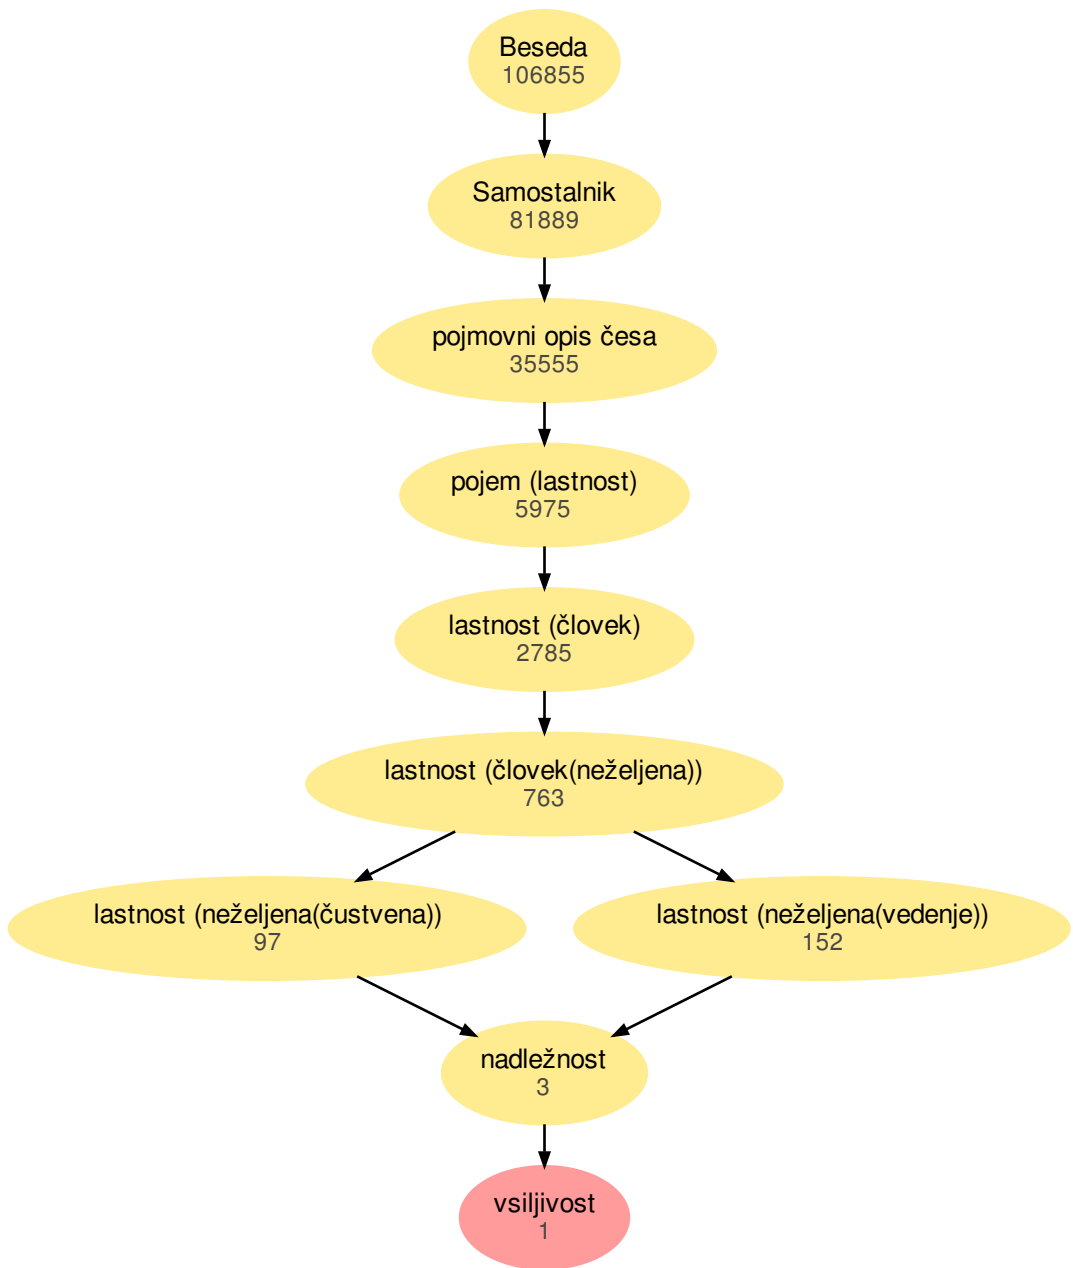 Beseda
106855
Samostalnik
81889
pojmovni opis česa
35555
pojem (lastnost)
5975
lastnost (človek)
2785
lastnost (človek(neželjena))
763
lastnost (neželjena(čustvena))
97
lastnost (neželjena(vedenje))
152
nadležnost
3
vsiljivost
1